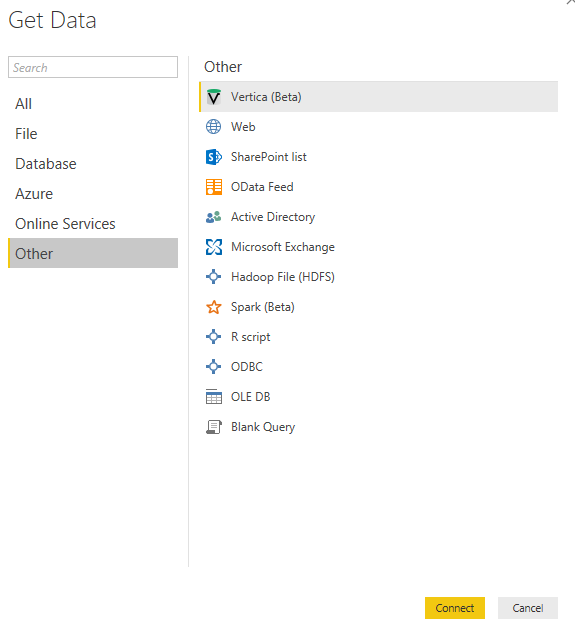 Get Data
Search
All
File
Database
Azure
Online Services
Other
Other
Vertica (Beta)
Web
SharePoint list
OData Feed
Active Directory
Microsoft Exchange
Hadoop File (HDFS)
Spark (Beta)
R script
ODBC
OLE DB
Blank Query
Connect
Cancel